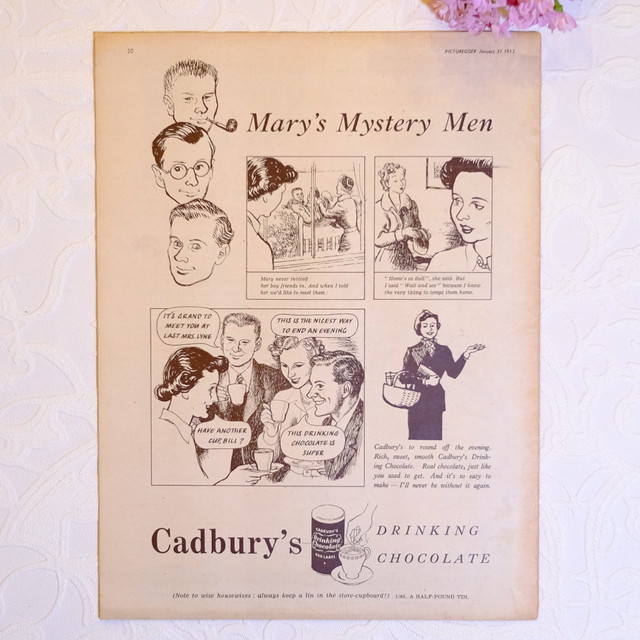 20
PICTUREGOER January 31 1953
Mary's Mystery Men
Mary never invited
her boy friends in. And when I told
her we'd like to meet them :
" Home's so dull", she said. But
I said " Wait and see " because I knew
the very thing to tempt them home.
IT'S GRAND TO
MEET YOU AT
LAST MRS. LYNE
THIS IS THE NICEST WAY
TO END AN EVENING
HAVE ANOTHER
CUP, BILL ?
THIS DRINKING
CHOCOLATE IS
SUPER
Cadbury's to round off the evening.
Rich, sweet, smooth Cadbury's Drink-
ing Chocolate. Real chocolate, just like
you used to get. And it's so easy to
make — I'll never be without it again.
Cadbury's
CADBURY'S
Drinking
Chocolate
RED LABEL
DRINKING
CHOCOLATE
(Note to wise housewives : always keep a tin in the store-cupboard!) A HALF-POUND TIN.